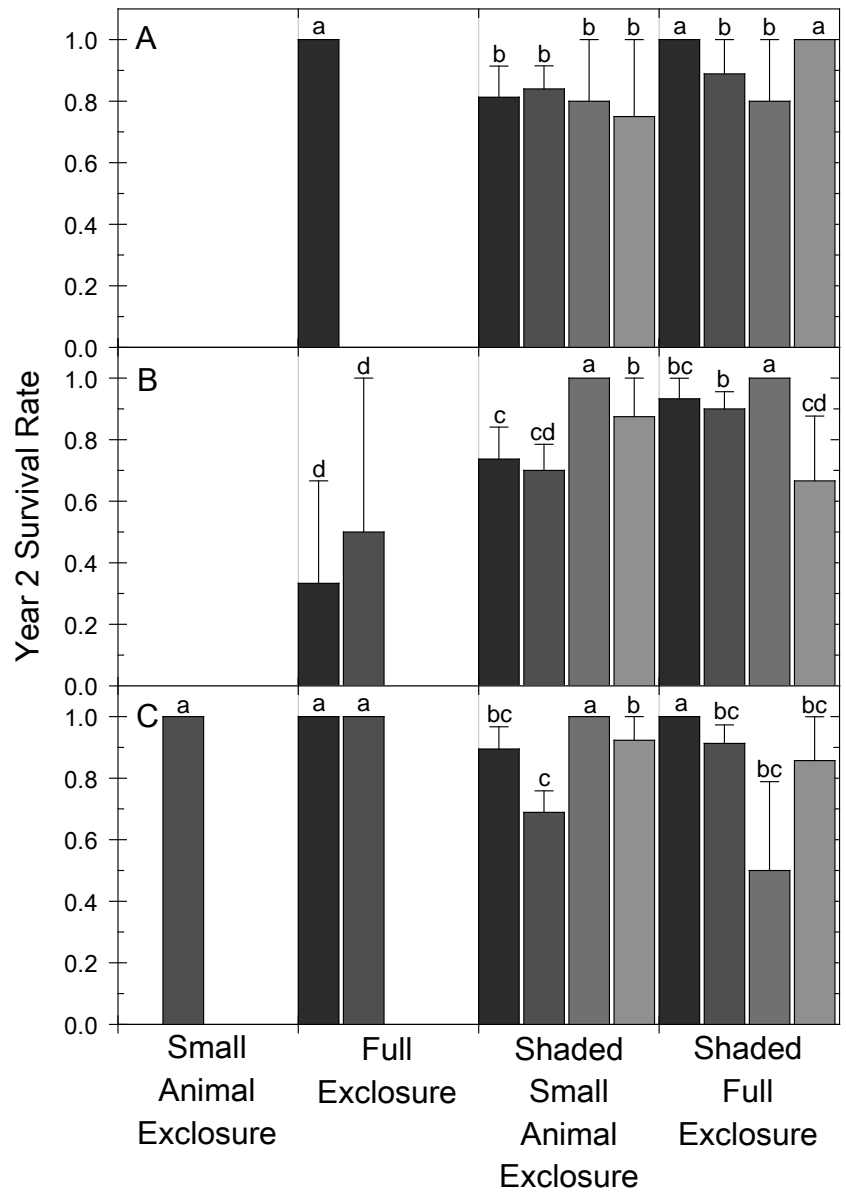 A
a
b
b
b
b
a
b
b
a
1.0
0.8
0.6
0.4
0.2
0.0
B
d
d
c
cd
a
b
bc
b
a
cd
1.0
0.8
0.6
0.4
0.2
0.0
C
a
a
a
bc
c
a
b
a
bc
bc
bc
1.0
0.8
0.6
0.4
0.2
0.0
Year 2 Survival Rate
Small
Animal
Exclosure
Full
Exclosure
Shaded
Small
Animal
Exclosure
Shaded
Full
Exclosure